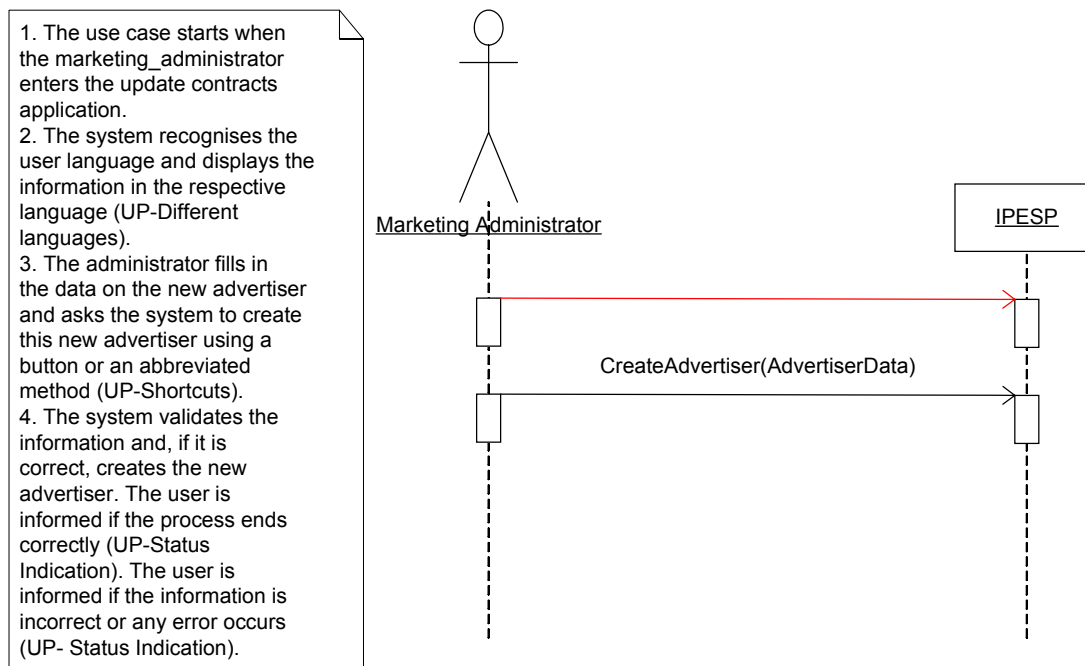 1. The use case starts when
the marketing_administrator
enters the update contracts
application.
2. The system recognises the
user language and displays the
information in the respective
language (UP-Different
languages).
3. The administrator fills in
the data on the new advertiser
and asks the system to create
this new advertiser using a
button or an abbreviated
method (UP-Shortcuts).
4. The system validates the
information and, if it is
correct, creates the new
advertiser. The user is
informed if the process ends
correctly (UP-Status
Indication). The user is
informed if the information is
incorrect or any error occurs
(UP- Status Indication).
Marketing Administrator
IPESP
CreateAdvertiser(AdvertiserData)